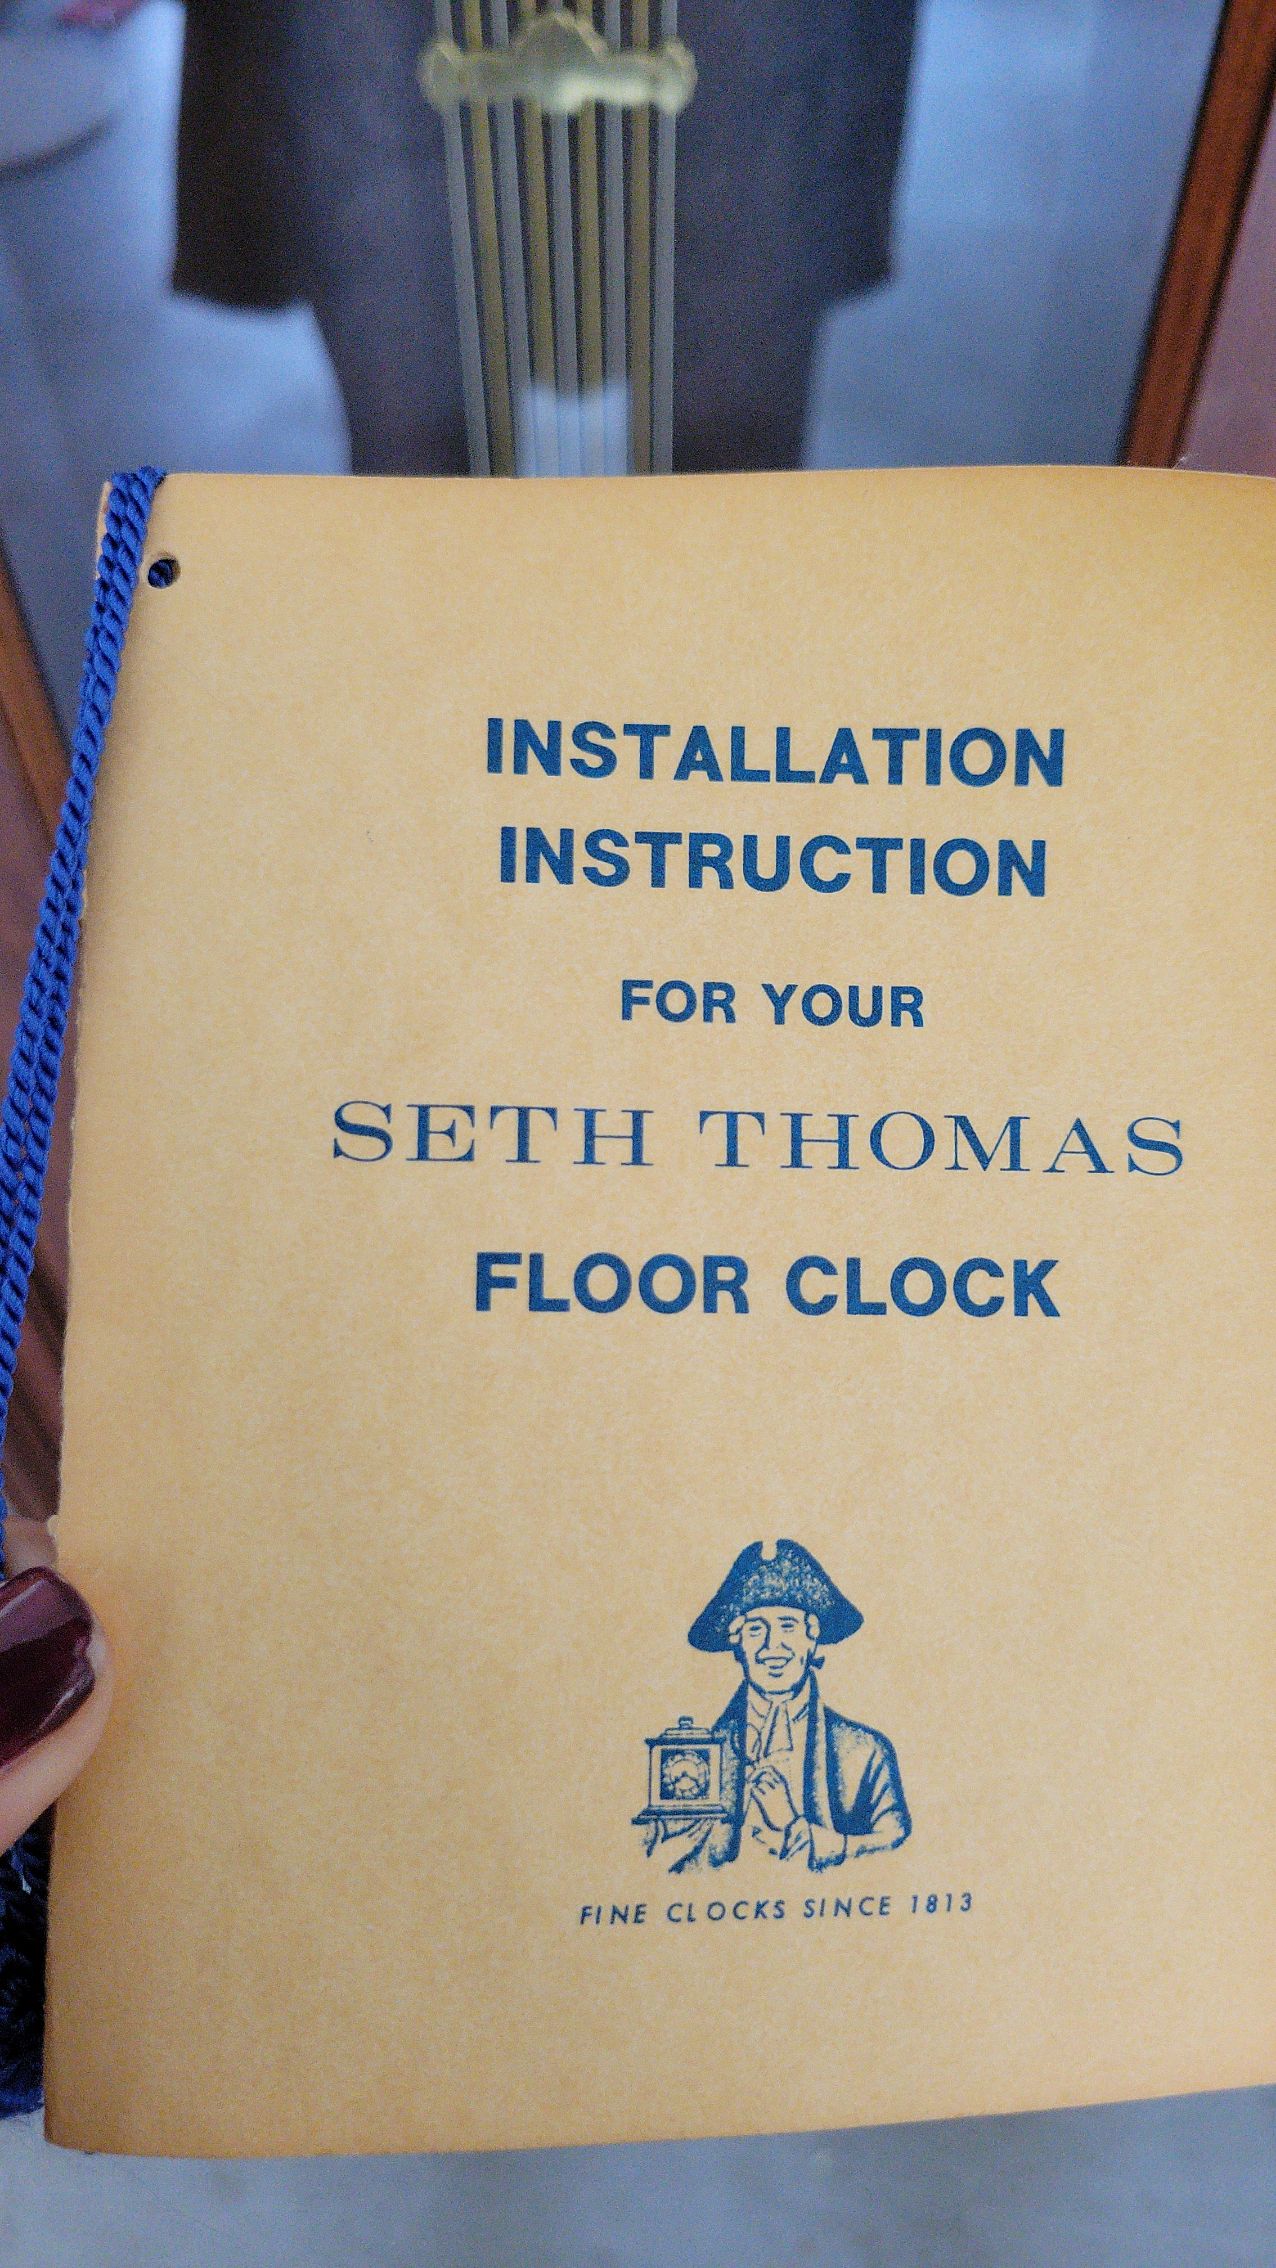 INSTALLATION
INSTRUCTION
FOR YOUR
SETH THOMAS
FLOOR CLOCK
FINE CLOCKS SINCE 1813